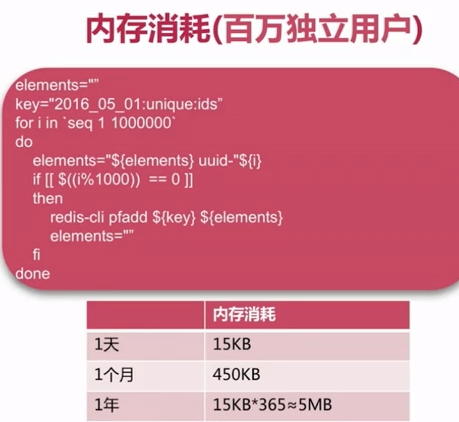 内存消耗(百万独立用户)
elements=""
key="2016_05_01:unique:ids"
for i in `seq 1 1000000`
do
elements="${elements} uuid-"${i}
if [[ $((i%1000)) == 0 ]]
then
redis-cli pfadd ${key} ${elements}
elements=""
fi
done
内存消耗
1天 15KB
1个月 450KB
1年 15KB*365≈5MB